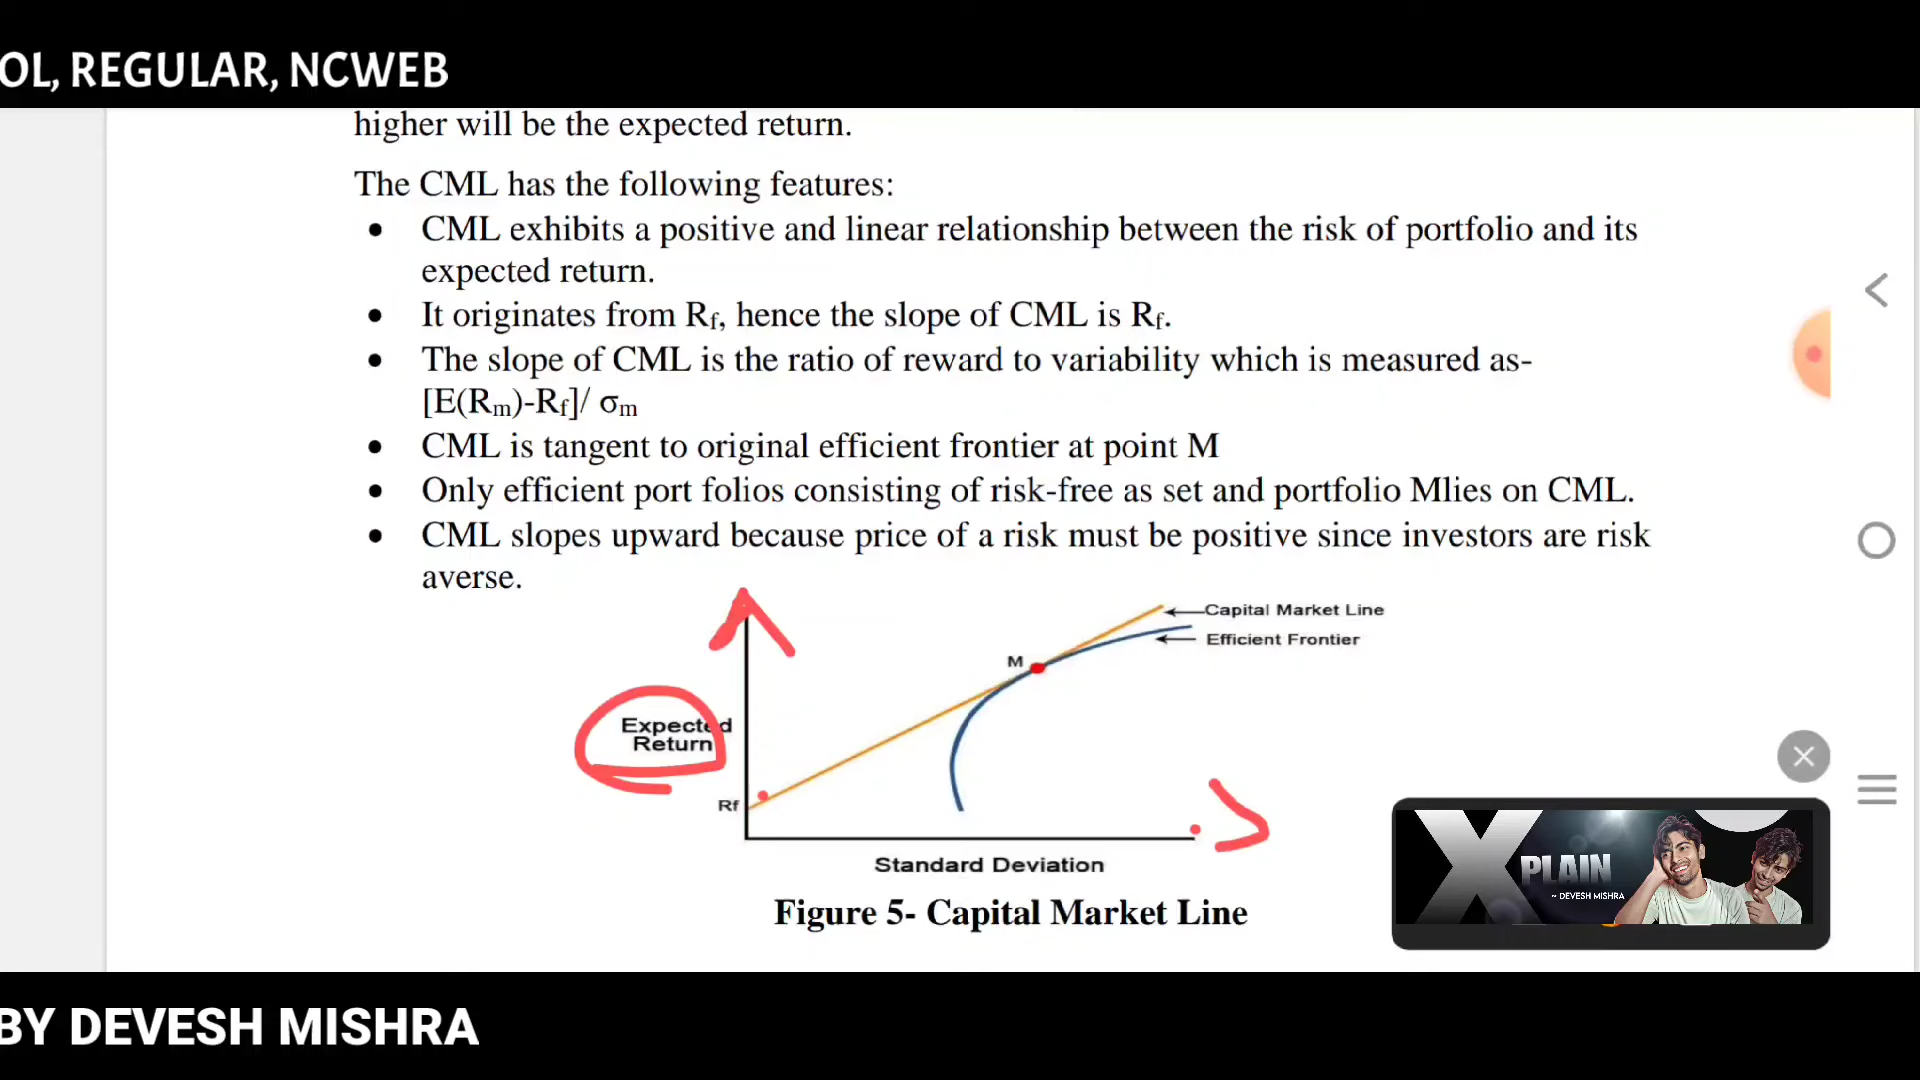 OL, REGULAR, NCWEB
higher will be the expected return.
The CML has the following features:
• CML exhibits a positive and linear relationship between the risk of portfolio and its
expected return.
• It originates from Rf, hence the slope of CML is Rf.
• The slope of CML is the ratio of reward to variability which is measured as-
[E(Rm)-Rf]/ σm
• CML is tangent to original efficient frontier at point M
• Only efficient port folios consisting of risk-free as set and portfolio Mlies on CML.
• CML slopes upward because price of a risk must be positive since investors are risk
averse.
Capital Market Line
Efficient Frontier
M
Expected
Return
Rf
Standard Deviation
Figure 5- Capital Market Line
XPLAIN
~ DEVESH MISHRA
BY DEVESH MISHRA